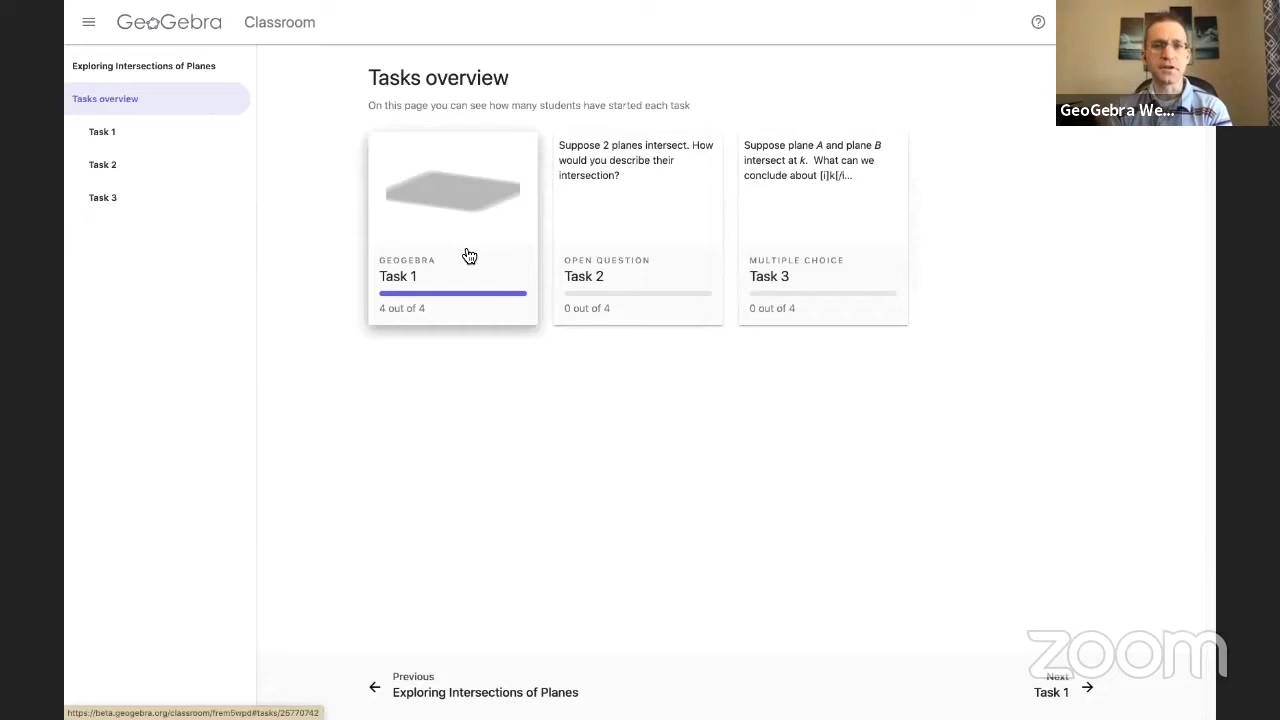 GeoGebra Classroom
GeoGebra We...
Exploring Intersections of Planes
Tasks overview
Task 1
Task 2
Task 3
Tasks overview
On this page you can see how many students have started each task
GEOGEBRA
Task 1
4 out of 4
Suppose 2 planes intersect. How
would you describe their
intersection?
OPEN QUESTION
Task 2
0 out of 4
Suppose plane A and plane B
intersect at k. What can we
conclude about [i]k[/i...
MULTIPLE CHOICE
Task 3
0 out of 4
Previous
Exploring Intersections of Planes
Next
Task 1
zoom
https://beta.geogebra.org/classroom/frem5wpd#tasks/25770742